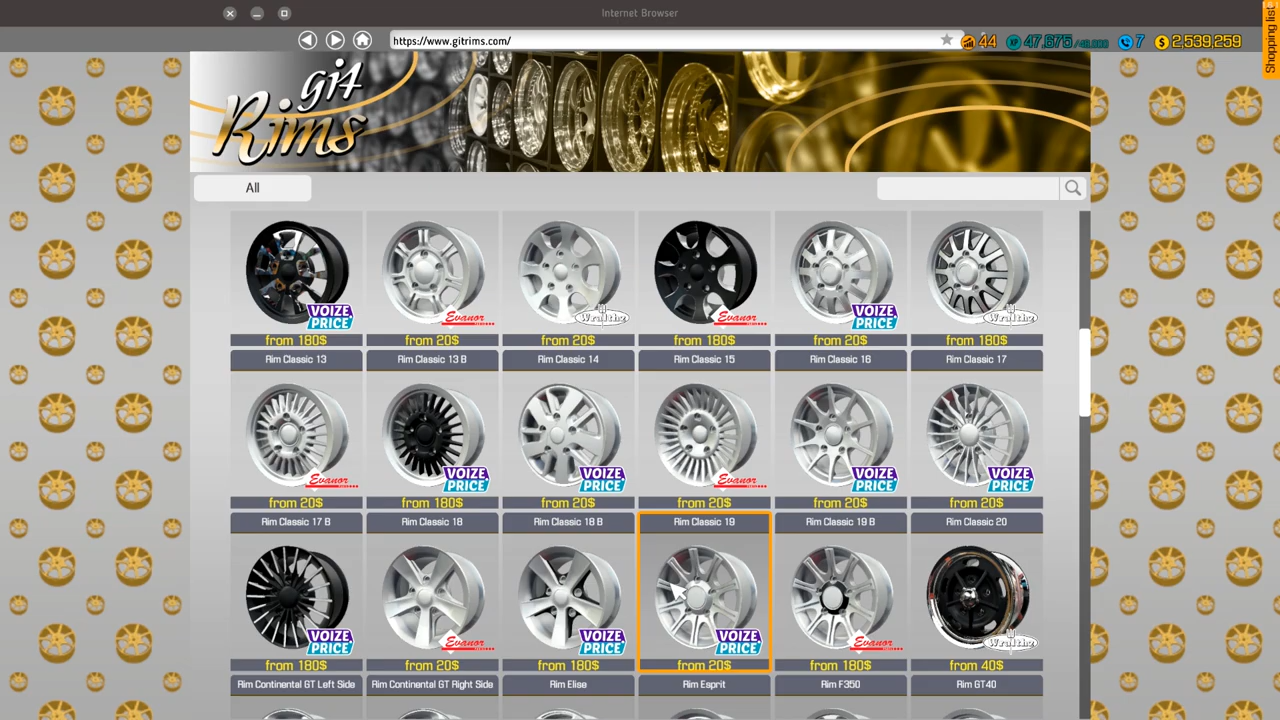 Internet Browser
https://www.gitrims.com/
44
XP 47,675 /48,000
7
$ 2,539,259
Shopping list
git
Rims
All
VOIZE PRICE
Evanor
Wraithe
Evanor
VOIZE PRICE
Wraithe
from 180$ from 20$ from 20$ from 180$ from 20$ from 180$
Rim Classic 13 Rim Classic 13 B Rim Classic 14 Rim Classic 15 Rim Classic 16 Rim Classic 17
Evanor
VOIZE PRICE
VOIZE PRICE
Evanor
VOIZE PRICE
VOIZE PRICE
from 20$ from 180$ from 20$ from 20$ from 20$ from 20$
Rim Classic 17 B Rim Classic 18 Rim Classic 18 B Rim Classic 19 Rim Classic 19 B Rim Classic 20
VOIZE PRICE
Evanor
VOIZE PRICE
VOIZE PRICE
Evanor
Wraithe
from 180$ from 20$ from 180$ from 20$ from 180$ from 40$
Rim Continental GT Left Side Rim Continental GT Right Side Rim Elise Rim Esprit Rim F350 Rim GT40